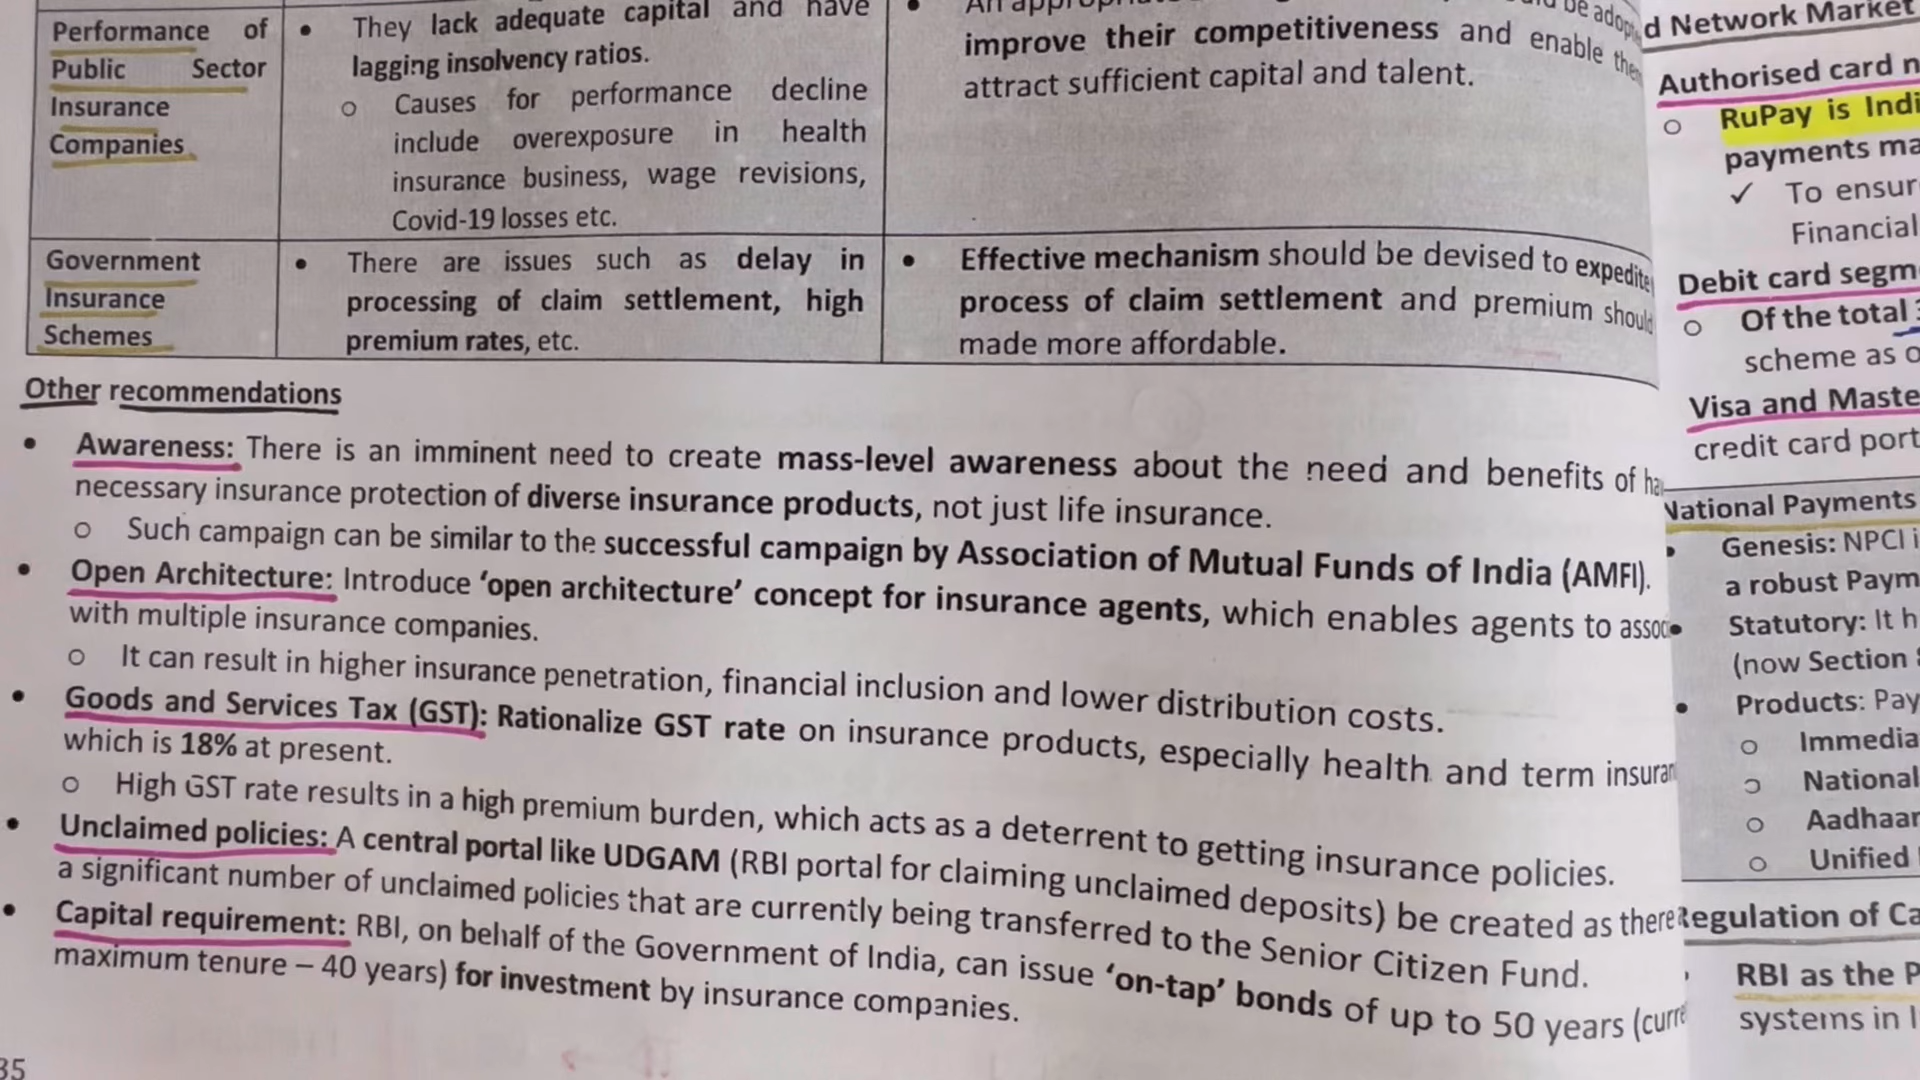 Performance of
Public Sector
Insurance
Companies
• They lack adequate capital and have
lagging insolvency ratios.
o Causes for performance decline
include overexposure in health
insurance business, wage revisions,
Covid-19 losses etc.
• be
improve their competitiveness and enable
attract sufficient capital and talent.
Government
Insurance
Schemes
• There are issues such as delay in
processing of claim settlement, high
premium rates, etc.
• Effective mechanism should be devised to expedite
process of claim settlement and premium should
made more affordable.
Other recommendations
• Awareness: There is an imminent need to create mass-level awareness about the need and benefits of
necessary insurance protection of diverse insurance products, not just life insurance.
o Such campaign can be similar to the successful campaign by Association of Mutual Funds of India (AMFI).
• Open Architecture: Introduce ‘open architecture’ concept for insurance agents, which enables agents to
with multiple insurance companies.
o It can result in higher insurance penetration, financial inclusion and lower distribution costs.
• Goods and Services Tax (GST): Rationalize GST rate on insurance products, especially health and term
which is 18% at present.
o High GST rate results in a high premium burden, which acts as a deterrent to getting insurance policies.
• Unclaimed policies: A central portal like UDGAM (RBI portal for claiming unclaimed deposits) be created as there
a significant number of unclaimed policies that are currently being transferred to the Senior Citizen Fund.
• Capital requirement: RBI, on behalf of the Government of India, can issue ‘on-tap’ bonds of up to 50 years
maximum tenure – 40 years) for investment by insurance companies.
35
d Network Market
Authorised card n
o RuPay is Indi
payments ma
✓ To ensur
Financial
Debit card segm
o Of the total
scheme as o
Visa and Maste
credit card port
National Payments
• Genesis: NPCI i
a robust Paym
• Statutory: It h
(now Section
• Products: Pay
o Immedia
o National
o Aadhaar
o Unified
Regulation of Ca
RBI as the P
systems in I